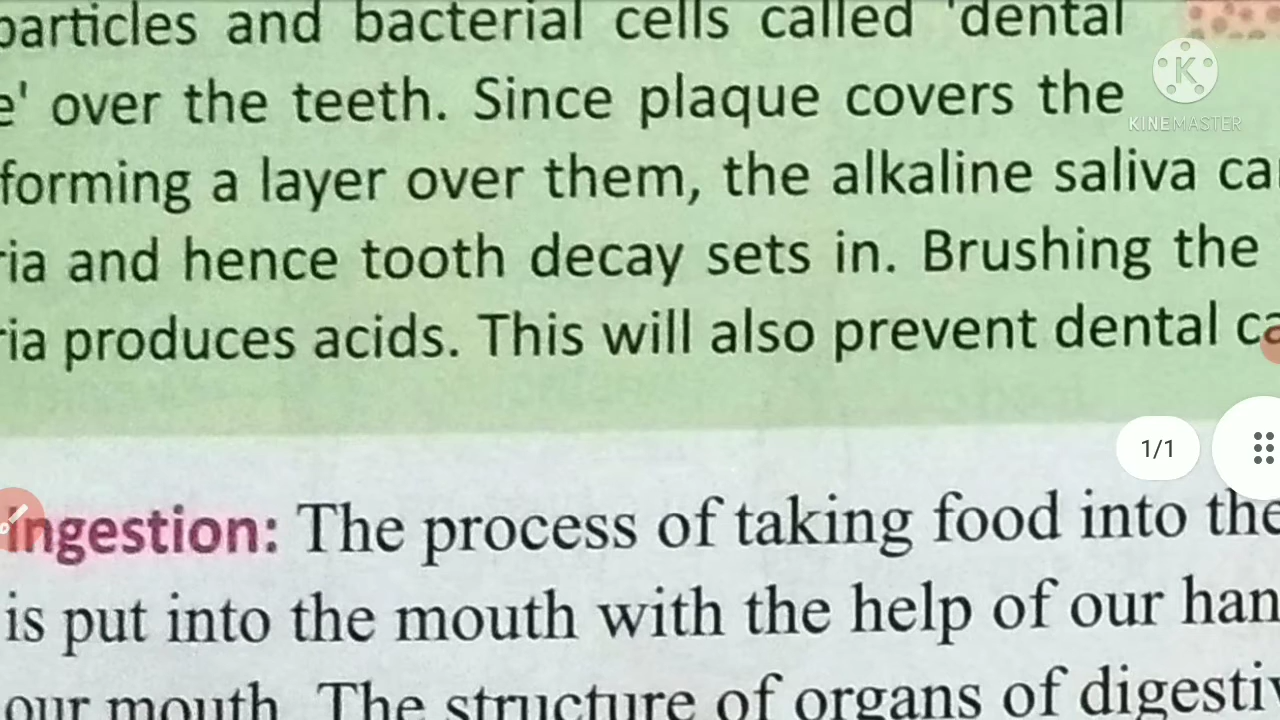 particles and bacterial cells called 'dental
e' over the teeth. Since plaque covers the
forming a layer over them, the alkaline saliva ca
ria and hence tooth decay sets in. Brushing the
ria produces acids. This will also prevent dental ca
Ingestion: The process of taking food into the
is put into the mouth with the help of our han
our mouth. The structure of organs of digestiv
K
KINEMASTER
1/1